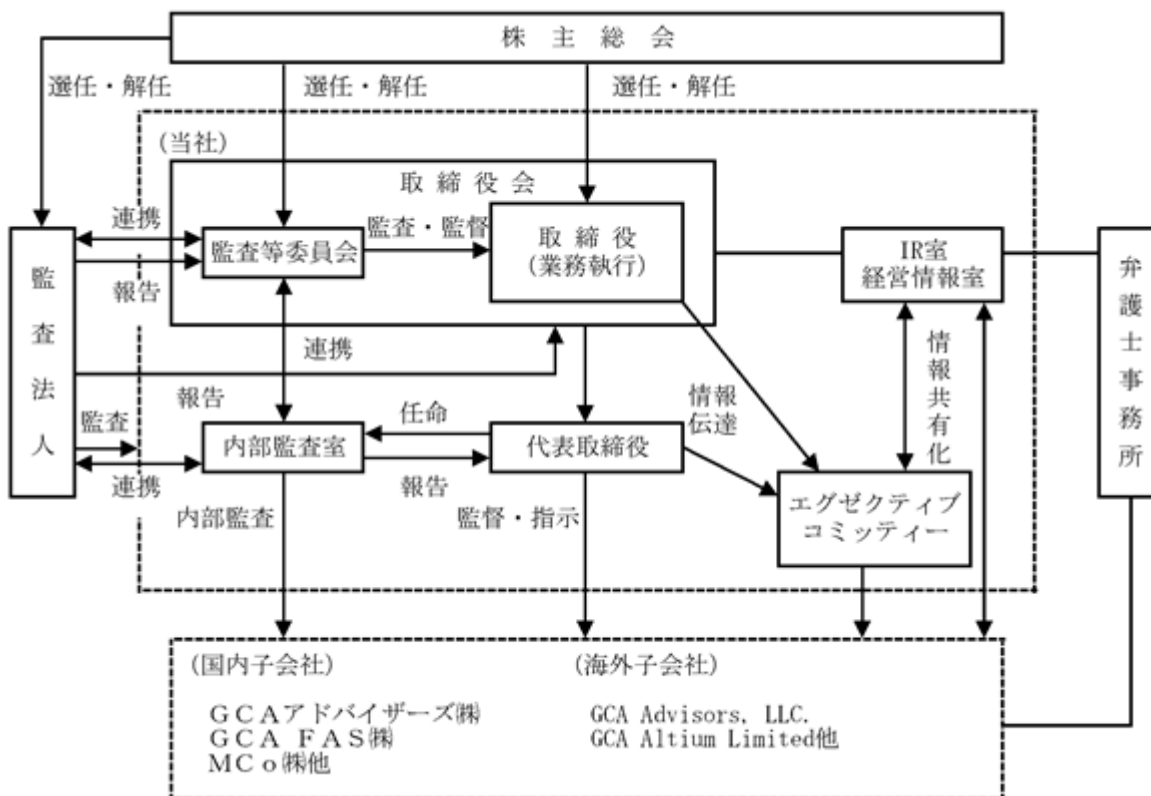 株主総会
選任・解任
選任・解任
選任・解任
(当社)
取締役会
連携
監査等委員会
監査・監督
取締役
(業務執行)
IR室
経営情報室
弁護士事務所
監査法人
報告
連携
報告
情報
伝達
情報共有化
監査
内部監査室
任命
代表取締役
連携
報告
エグゼクティブ
コミッティー
内部監査
監督・指示
(国内子会社)
(海外子会社)
GCAアドバイザーズ㈱
GCA Advisors, LLC.
GCA FAS㈱
GCA Altium Limited他
MCo㈱他